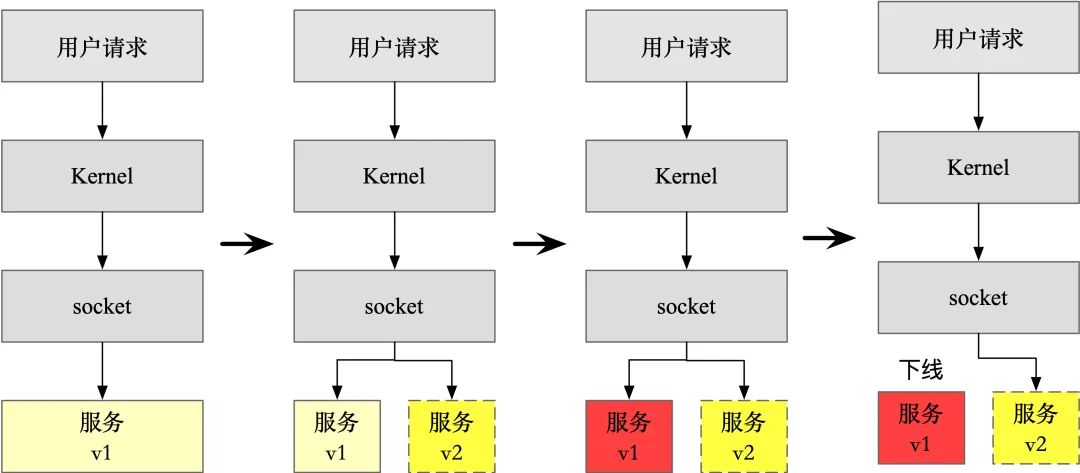 用户请求
Kernel
socket
服务
v1
用户请求
Kernel
socket
服务
v1
服务
v2
用户请求
Kernel
socket
服务
v1
服务
v2
用户请求
Kernel
socket
下线
服务
v1
服务
v2